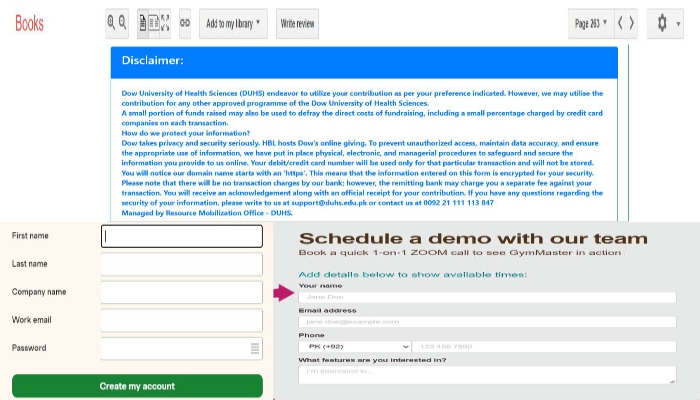 Books
Add to my library
Write review
Page 263
Disclaimer:
Dow University of Health Sciences (DUHS) endeavor to utilize your contribution as per your preference indicated. However, we may utilise the
contribution for any other approved programme of the Dow University of Health Sciences.
A small portion of funds raised may also be used to defray the direct costs of fundraising, including a small percentage charged by credit card
companies on each transaction.
How do we protect your information?
Dow takes privacy and security seriously. HBL hosts Dow's online giving. To prevent unauthorized access, maintain data accuracy, and ensure
the appropriate use of information, we have put in place physical, electronic, and managerial procedures to safeguard and secure the
information you provide to us online. Your debit/credit card number will be used only for that particular transaction and will not be stored.
You will notice our domain name starts with an 'https'. This means that the information entered on this form is encrypted for your security.
Please note that there will be no transaction charges by our bank; however, the remitting bank may charge you a separate fee against your
transaction. You will receive an acknowledgement along with an official receipt for your contribution. If you have any questions regarding the
security of your information, please write to us at support@duhs.edu.pk or contact us at 0092 21 111 113 847
Managed by Resource Mobilization Office - DUHS.
First name
Last name
Company name
Work email
Password
Create my account
Schedule a demo with our team
Book a quick 1-on-1 ZOOM call to see GymMaster in action
Add details below to show available times:
Your name
Jane Doe
Email address
jane.doe@example.com
Phone
PK (+92)
123 456 7890
What features are you interested in?
I'm interested in...